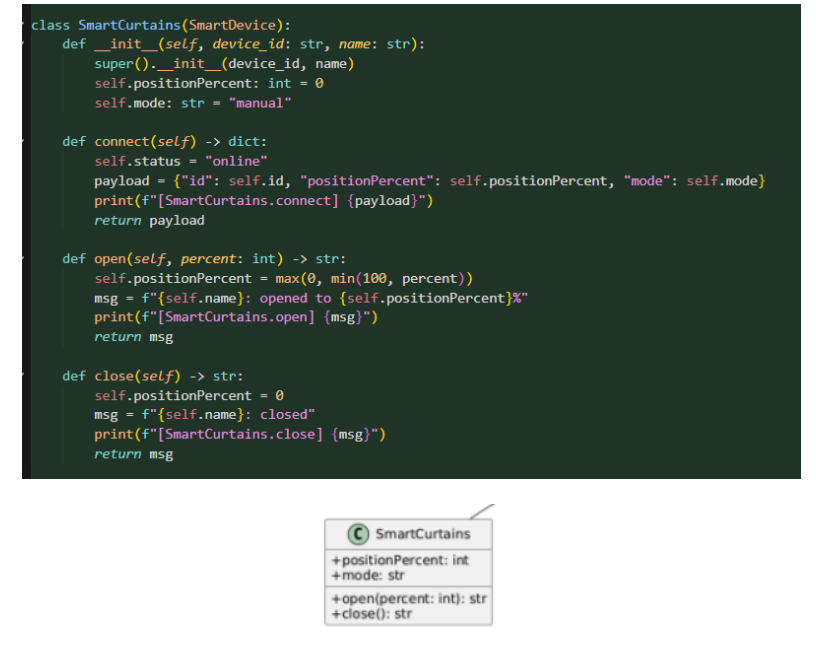 class SmartCurtains(SmartDevice):
    def __init__(self, device_id: str, name: str):
        super().__init__(device_id, name)
        self.positionPercent: int = 0
        self.mode: str = "manual"

    def connect(self) -> dict:
        self.status = "online"
        payload = {"id": self.id, "positionPercent": self.positionPercent, "mode": self.mode}
        print(f"[SmartCurtains.connect] {payload}")
        return payload

    def open(self, percent: int) -> str:
        self.positionPercent = max(0, min(100, percent))
        msg = f"{self.name}: opened to {self.positionPercent}%"
        print(f"[SmartCurtains.open] {msg}")
        return msg

    def close(self) -> str:
        self.positionPercent = 0
        msg = f"{self.name}: closed"
        print(f"[SmartCurtains.close] {msg}")
        return msg

C SmartCurtains
+positionPercent: int
+mode: str
+open(percent: int): str
+close(): str